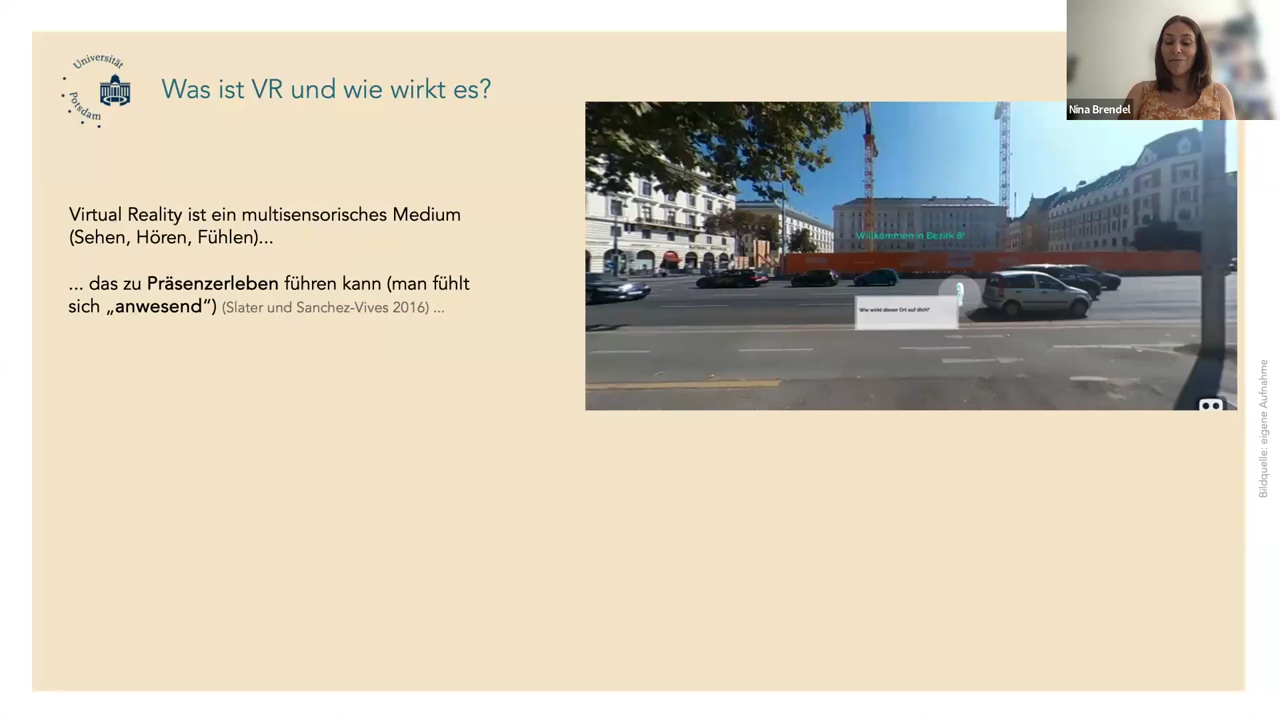 Universität
Potsdam
Was ist VR und wie wirkt es?
Nina Brendel
Virtual Reality ist ein multisensorisches Medium
(Sehen, Hören, Fühlen)...
... das zu Präsenzerleben führen kann (man fühlt
sich „anwesend“) (Slater und Sanchez-Vives 2016) ...
Willkommen in Bezirk 8!
Wie wirkt dieser Ort auf dich?
Bildquelle: eigene Aufnahme